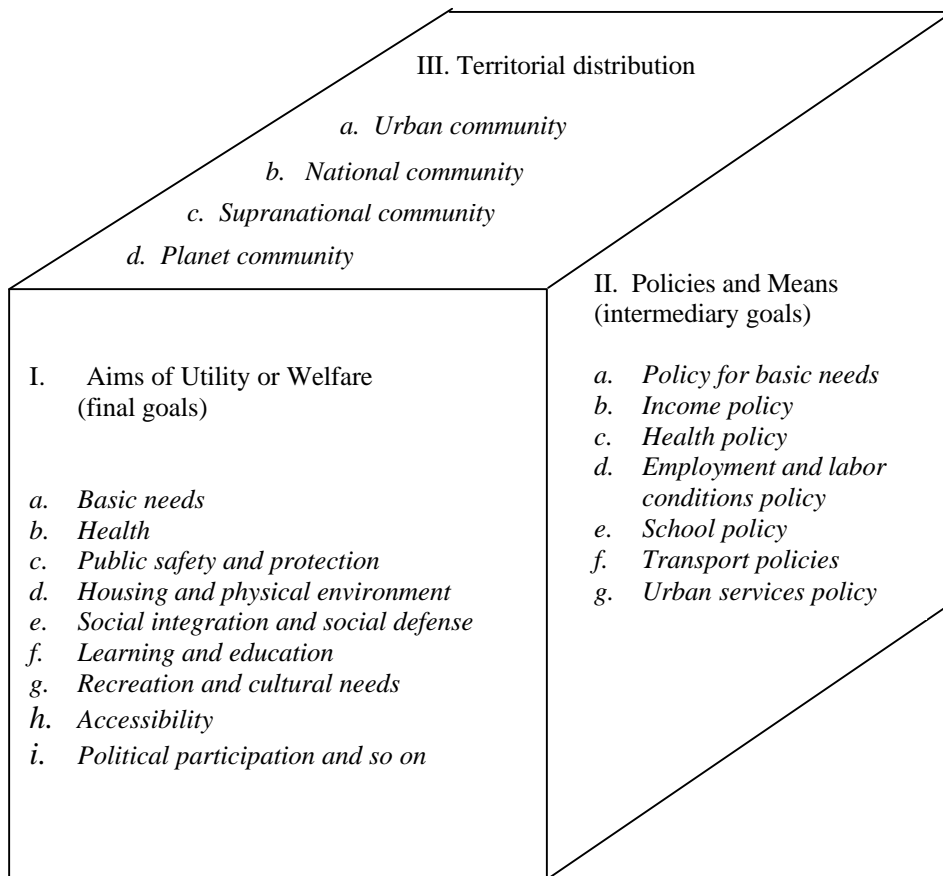 III. Territorial distribution
a. Urban community
b. National community
c. Supranational community
d. Planet community
I. Aims of Utility or Welfare
(final goals)
a. Basic needs
b. Health
c. Public safety and protection
d. Housing and physical environment
e. Social integration and social defense
f. Learning and education
g. Recreation and cultural needs
h. Accessibility
i. Political participation and so on
II. Policies and Means
(intermediary goals)
a. Policy for basic needs
b. Income policy
c. Health policy
d. Employment and labor
conditions policy
e. School policy
f. Transport policies
g. Urban services policy